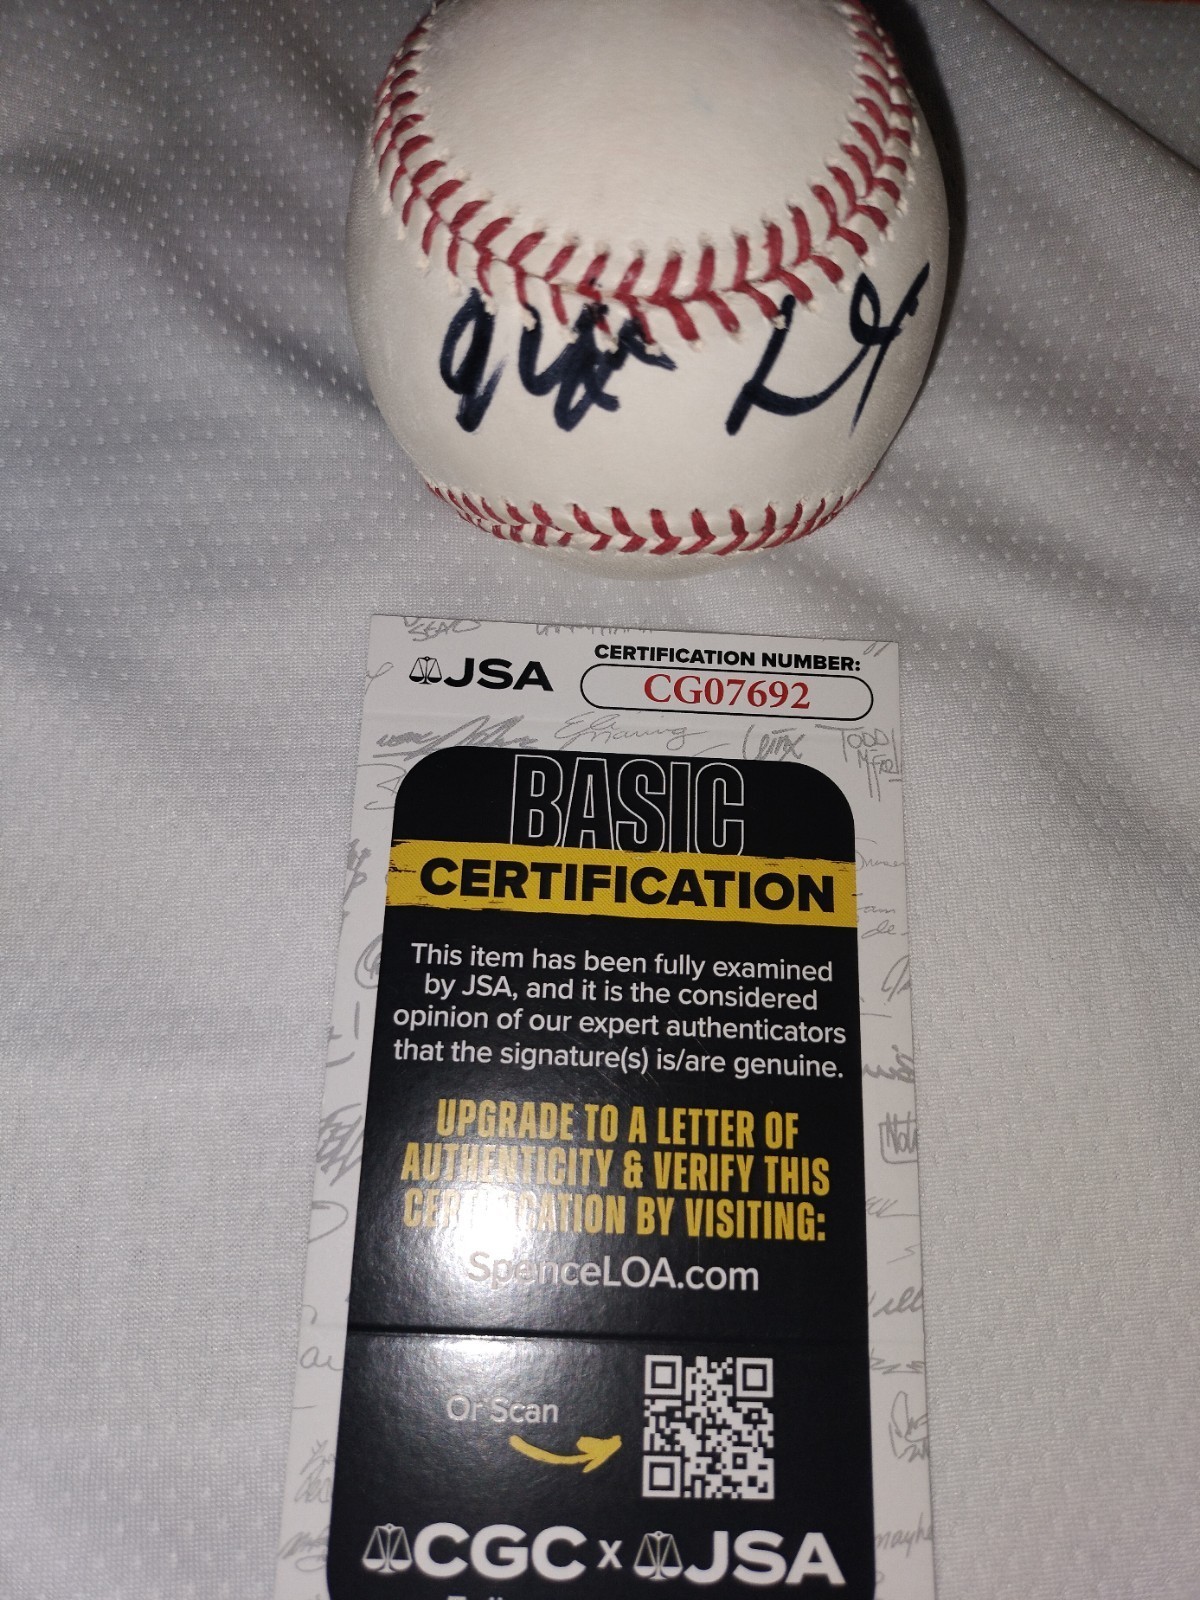 CERTIFICATION NUMBER:
JSA
CG07692
BASIC
CERTIFICATION
This item has been fully examined
by JSA, and it is the considered
opinion of our expert authenticators
that the signature(s) is/are genuine.
UPGRADE TO A LETTER OF
AUTHENTICITY & VERIFY THIS
CERTIFICATION BY VISITING:
SpenceLOA.com
Or Scan
CGC x JSA